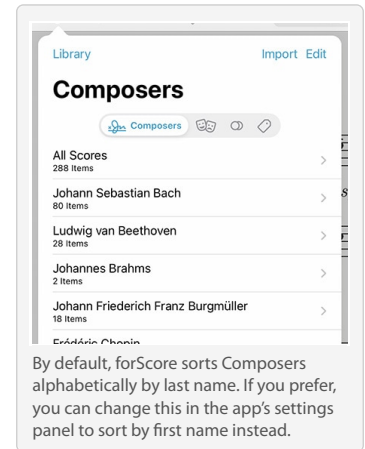 Library Import Edit
Composers
Composers
All Scores
288 Items
Johann Sebastian Bach
80 Items
Ludwig van Beethoven
28 Items
Johannes Brahms
2 Items
Johann Friederich Franz Burgmüller
18 Items
Frédéric Chopin
By default, forScore sorts Composers
alphabetically by last name. If you prefer,
you can change this in the app’s settings
panel to sort by first name instead.